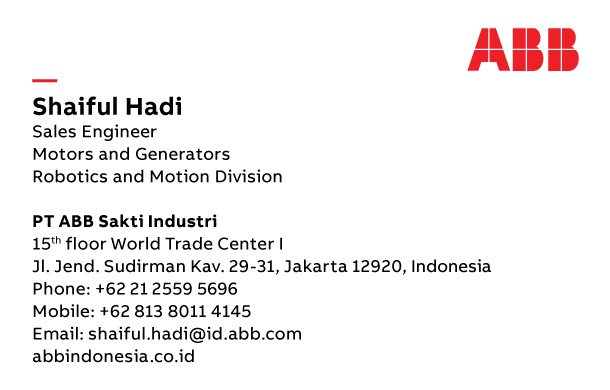 ABB
Shaiful Hadi
Sales Engineer
Motors and Generators
Robotics and Motion Division
PT ABB Sakti Industri
15th floor World Trade Center I
Jl. Jend. Sudirman Kav. 29-31, Jakarta 12920, Indonesia
Phone: +62 21 2559 5696
Mobile: +62 813 8011 4145
Email: shaiful.hadi@id.abb.com
abbindonesia.co.id